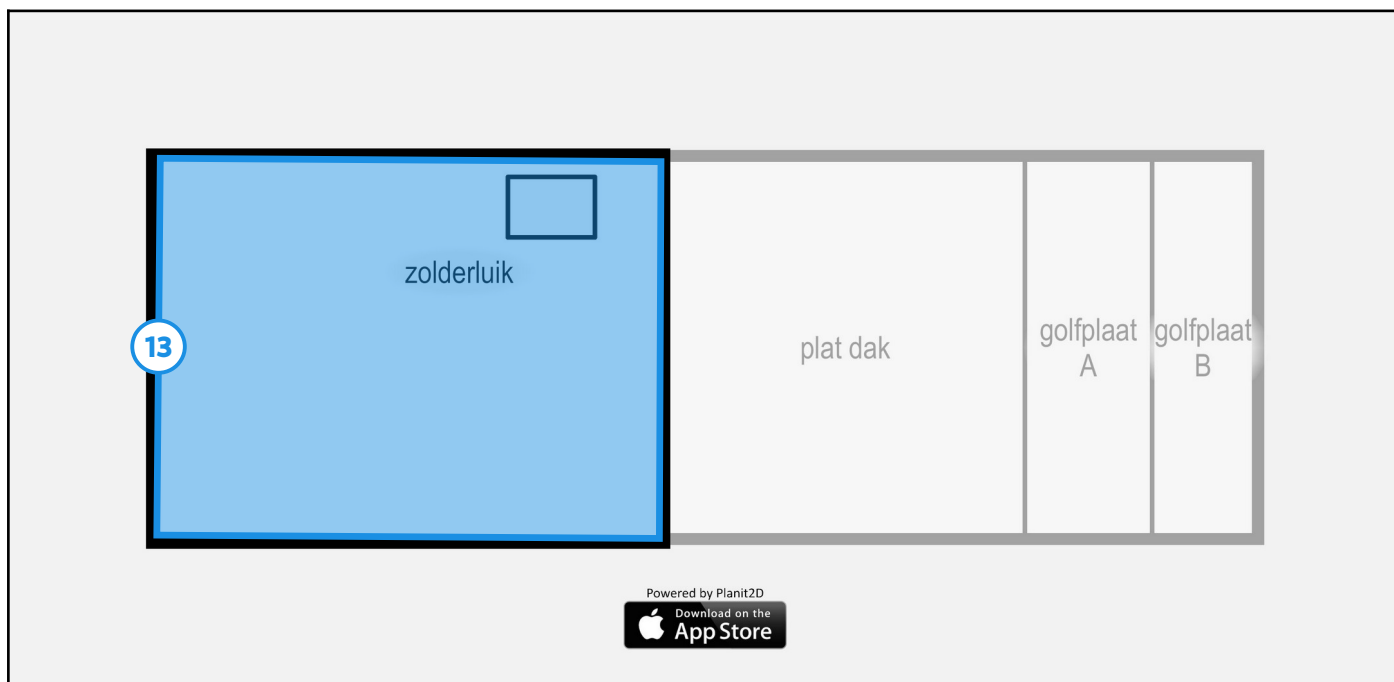 zolderluik
13
plat dak
golfplaat
A
golfplaat
B
Powered by Planit2D
Download on the
App Store